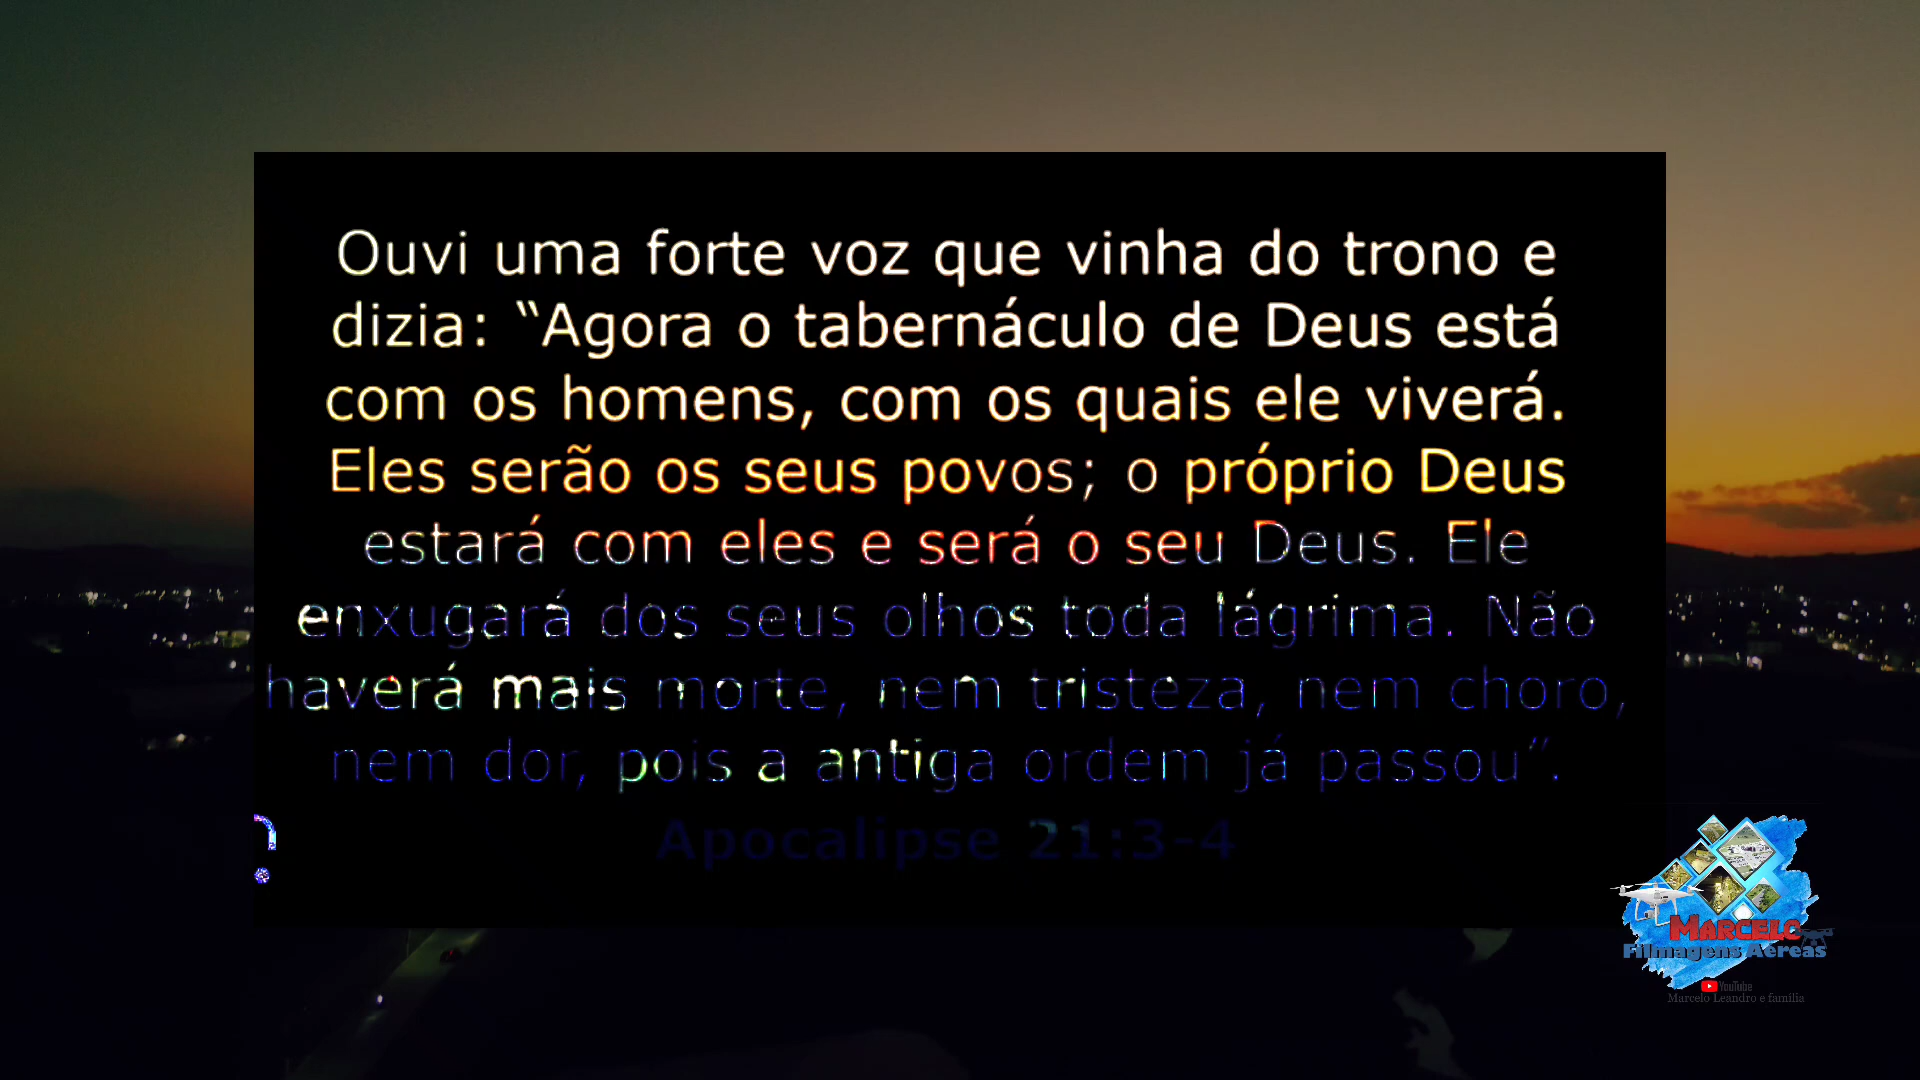 Ouvi uma forte voz que vinha do trono e
dizia: “Agora o tabernáculo de Deus está
com os homens, com os quais ele viverá.
Eles serão os seus povos; o próprio Deus
estará com eles e será o seu Deus. Ele
enxugará dos seus olhos toda lágrima. Não
haverá mais morte, nem tristeza, nem choro,
nem dor, pois a antiga ordem já passou”.
Apocalipse 21:3-4
MARCELO
Filmagens Aereas
YouTube
Marcelo Leandro e familia